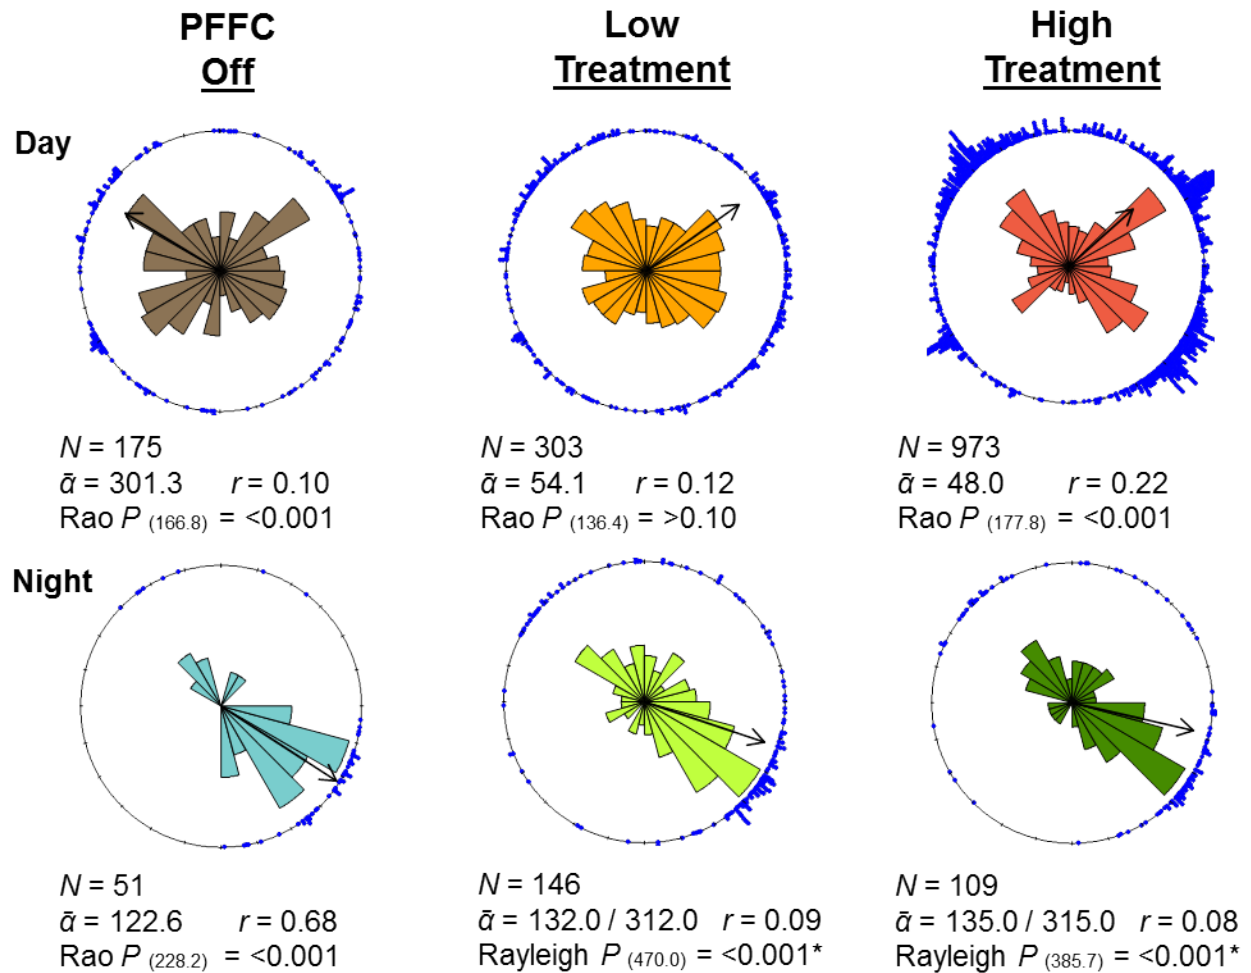 PFFC Off
Low Treatment
High Treatment
Day
N = 175
ᾱ = 301.3 r = 0.10
Rao P (166.8) = <0.001
N = 303
ᾱ = 54.1 r = 0.12
Rao P (136.4) = >0.10
N = 973
ᾱ = 48.0 r = 0.22
Rao P (177.8) = <0.001
Night
N = 51
ᾱ = 122.6 r = 0.68
Rao P (228.2) = <0.001
N = 146
ᾱ = 132.0 / 312.0 r = 0.09
Rayleigh P (470.0) = <0.001*
N = 109
ᾱ = 135.0 / 315.0 r = 0.08
Rayleigh P (385.7) = <0.001*